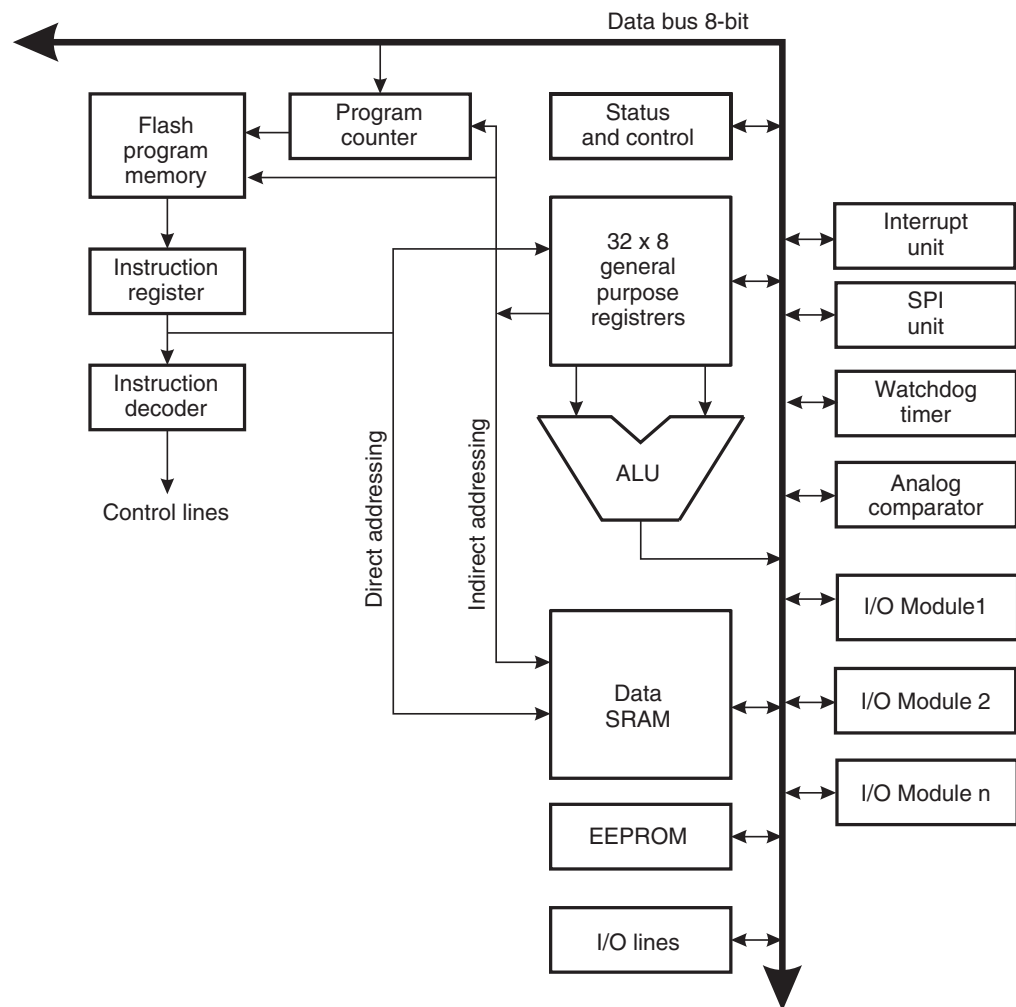 Data bus 8-bit
Flash
program
memory
Program
counter
Status
and control
Instruction
register
32 x 8
general
purpose
registrers
Interrupt
unit
SPI
unit
Instruction
decoder
Watchdog
timer
Control lines
Direct addressing
Indirect addressing
ALU
Analog
comparator
I/O Module1
Data
SRAM
I/O Module 2
I/O Module n
EEPROM
I/O lines